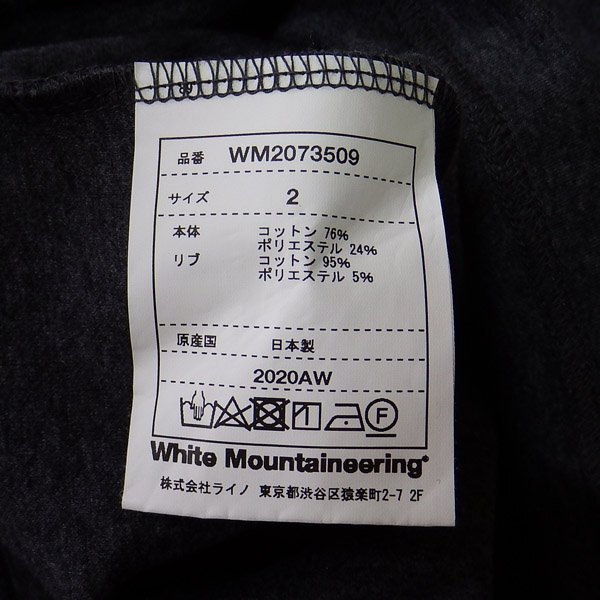 品番 WM2073509
サイズ 2
本体 コットン 76%
ポリエステル 24%
リブ コットン 95%
ポリエステル 5%
原産国 日本製
2020AW
F
White Mountaineering®
株式会社ライノ 東京都渋谷区猿楽町2-7 2F